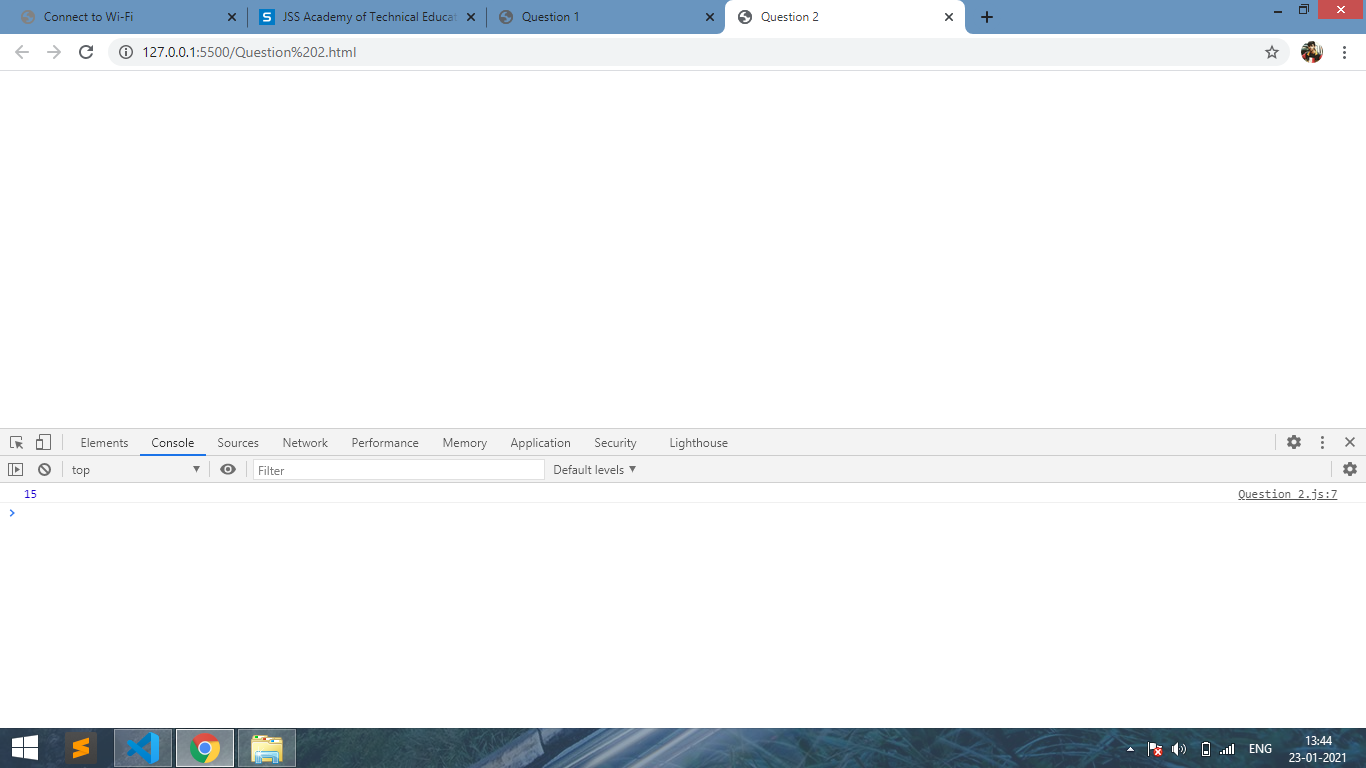 Connect to Wi-Fi
JSS Academy of Technical Educat
Question 1
Question 2
127.0.0.1:5500/Question%202.html
Elements Console Sources Network Performance Memory Application Security Lighthouse
top Filter Default levels
15 Question 2.js:7
ENG
13:44
23-01-2021